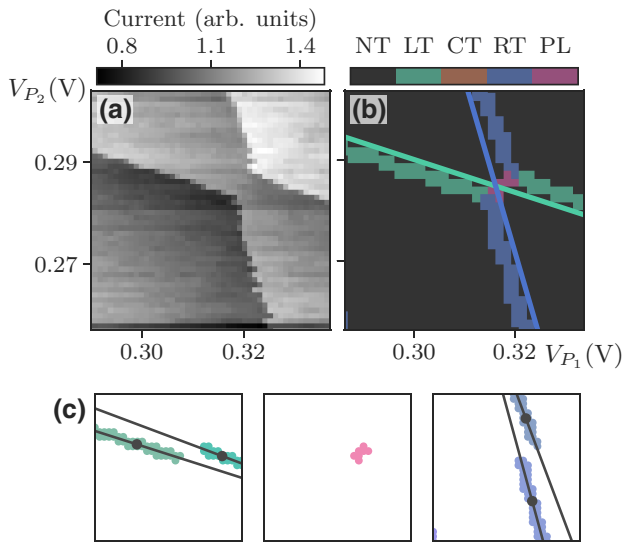 Current (arb. units)
0.8 1.1 1.4
NT LT CT RT PL
V_{P_2}(V)
(a)
(b)
0.29
0.27
0.30 0.32
0.30 0.32 V_{P_1}(V)
(c)